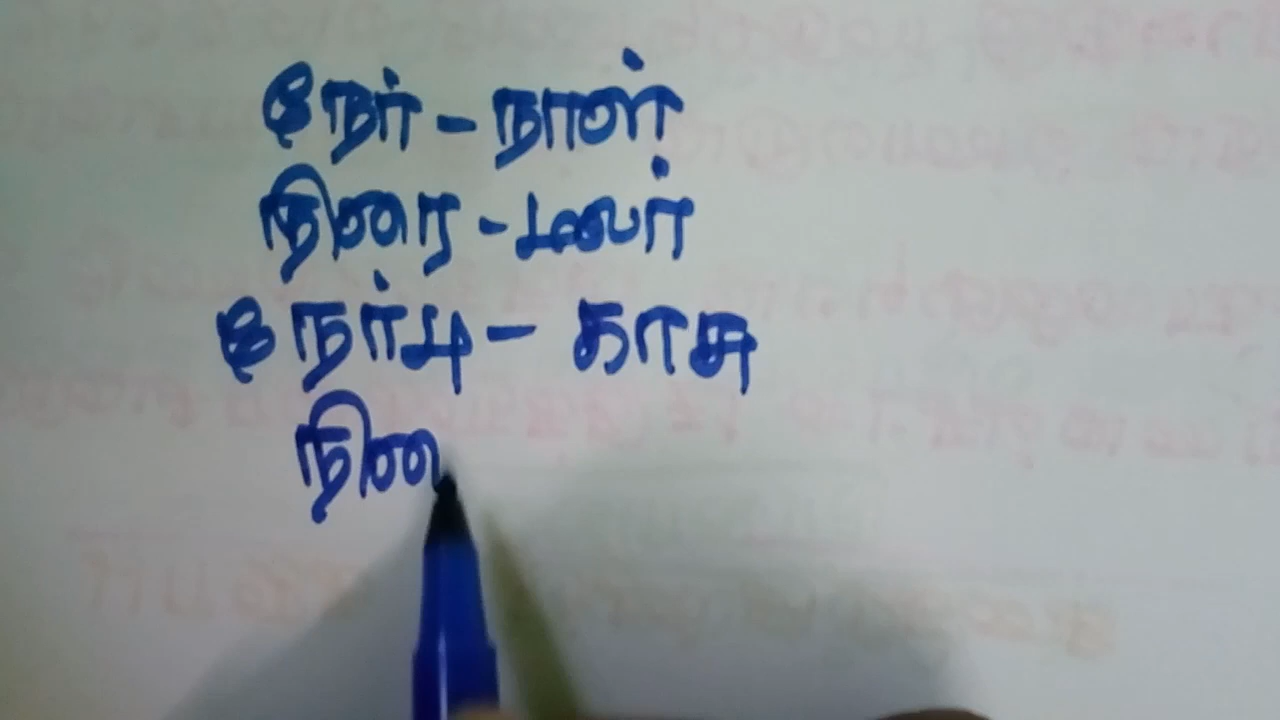 நேர் - நாள்
நிரை - மலர்
நேர்பு - காசு